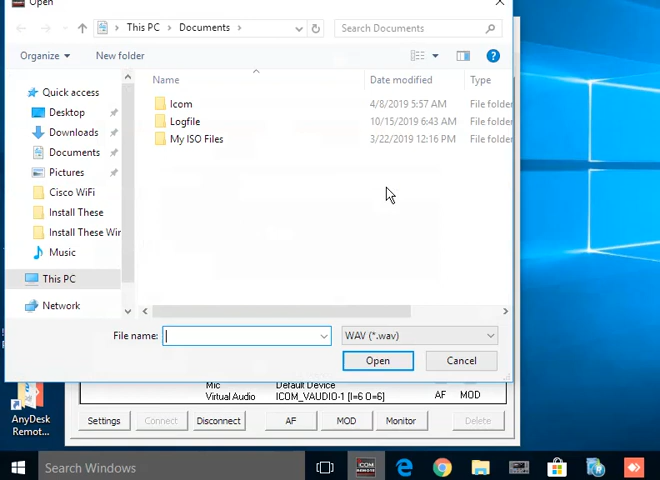 Open
This PC > Documents >
Search Documents
Organize
New folder
Name
Date modified
Type
Quick access
Desktop
Downloads
Documents
Pictures
Cisco WiFi
Install These
Install These Wir
Music
This PC
Network
Icom 4/8/2019 5:57 AM File folder
Logfile 10/15/2019 6:43 AM File folder
My ISO Files 3/22/2019 12:16 PM File folder
File name:
WAV (*.wav)
Open
Cancel
Mic Default Device
Virtual Audio ICOM_VAUDIO-1 [I=6 O=6] AF MOD
Settings
Connect
Disconnect
AF
MOD
Monitor
Delete
AnyDesk
Remot...
Search Windows
ICOM
REMOTE